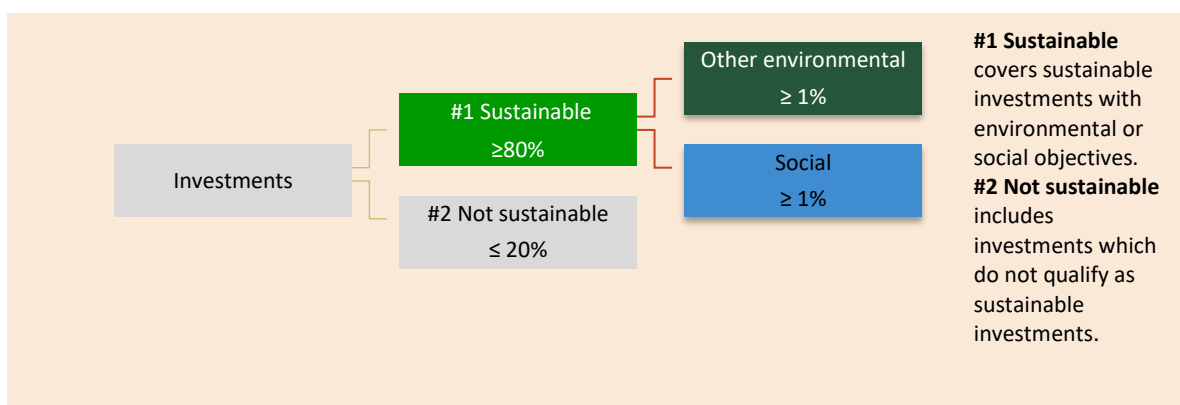 Investments
#1 Sustainable
≥80%
#2 Not sustainable
≤ 20%
Other environmental
≥ 1%
Social
≥ 1%
#1 Sustainable
covers sustainable
investments with
environmental or
social objectives.
#2 Not sustainable
includes
investments which
do not qualify as
sustainable
investments.